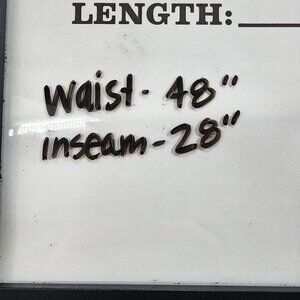 LENGTH:
waist - 48"
inseam - 28"